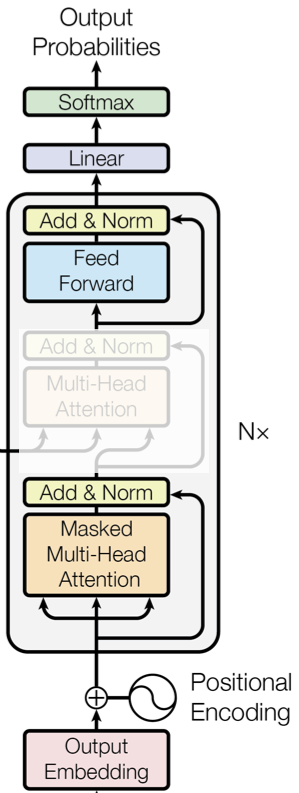 Output
Probabilities
Softmax
Linear
Add & Norm
Feed
Forward
Add & Norm
Multi-Head
Attention
N×
Add & Norm
Masked
Multi-Head
Attention
Positional
Encoding
Output
Embedding